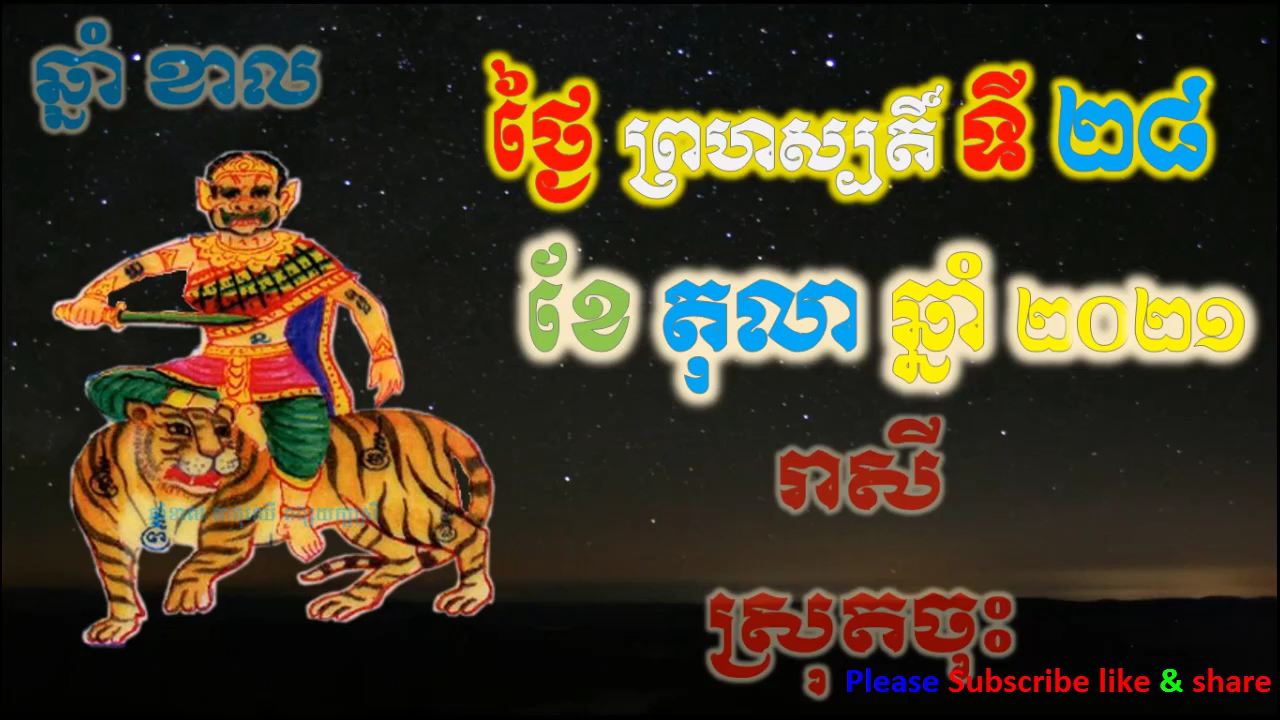 ឆ្នាំ ខាល
ថ្ងៃ ព្រហស្បតិ៍ ទី ២៨
ខែ តុលា ឆ្នាំ ២០២១
រាសី
ស្រុតចុះ
Please Subscribe like & share